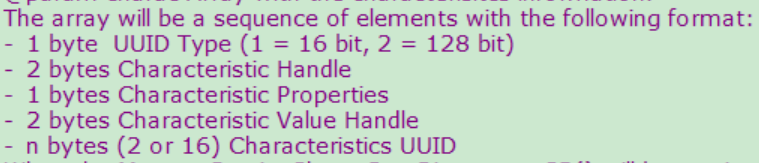 The array will be a sequence of elements with the following format:
- 1 byte  UUID Type (1 = 16 bit, 2 = 128 bit)
- 2 bytes Characteristic Handle
- 1 bytes Characteristic Properties
- 2 bytes Characteristic Value Handle
- n bytes (2 or 16) Characteristics UUID